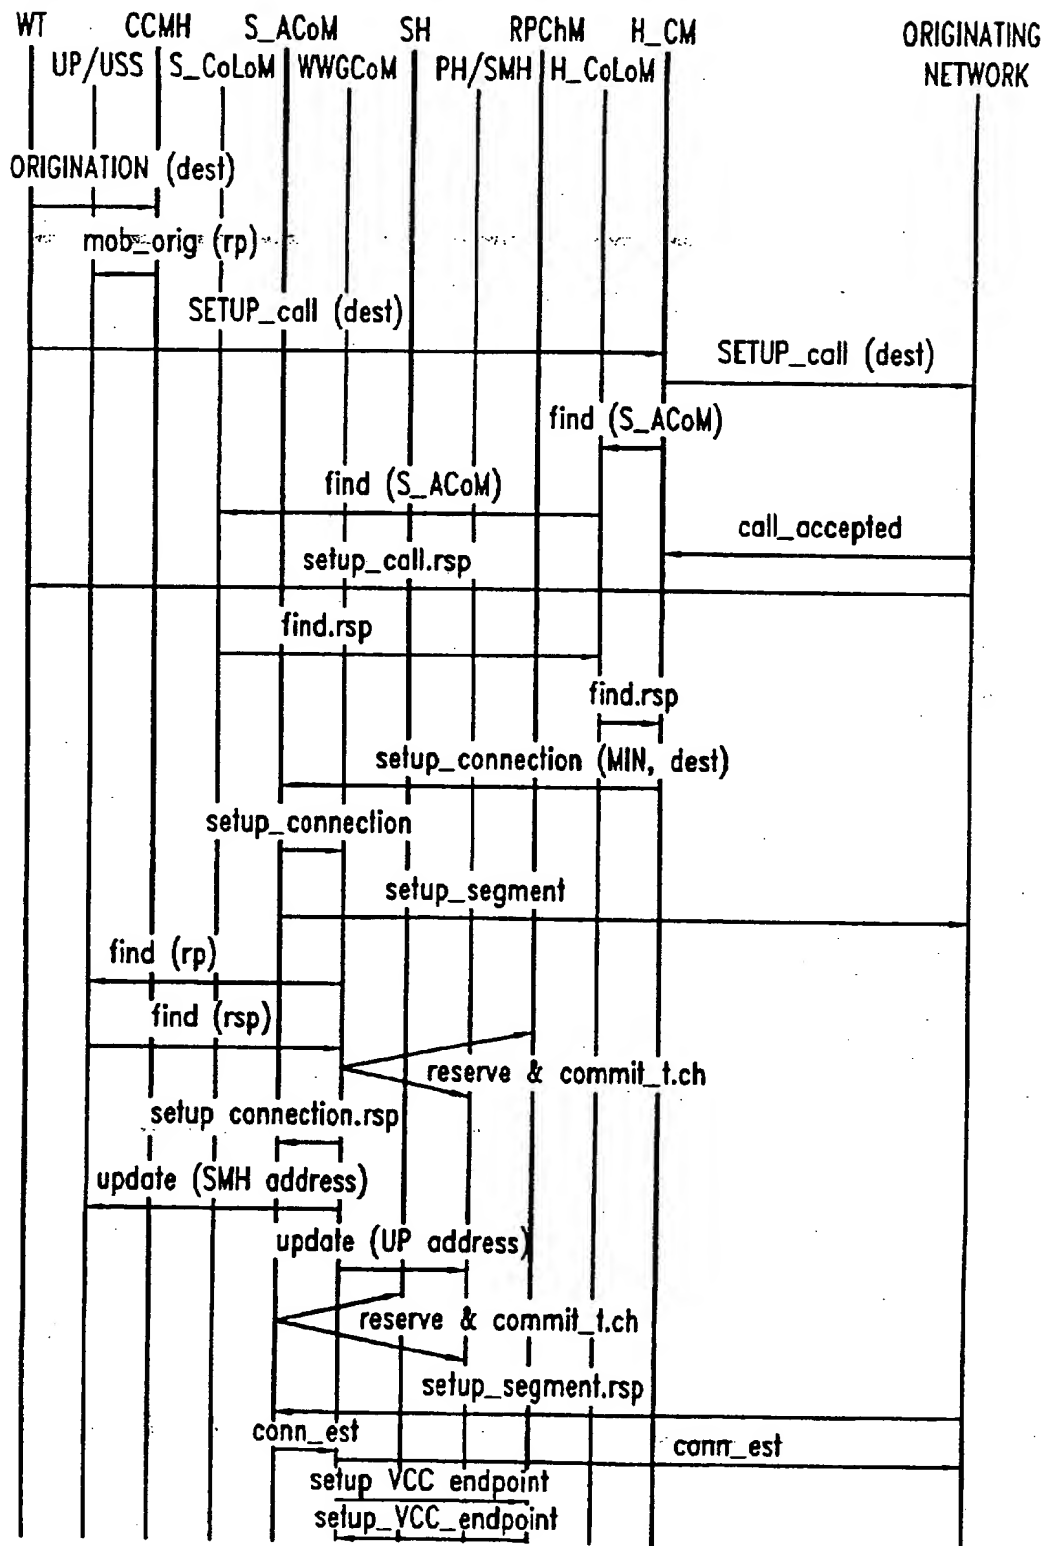 WT CCMH S_ACoM SH RPChM H_CM ORIGINATING
UP/USS S_CoLoM WWGCoM PH/SMH H_CoLoM NETWORK
ORIGINATION (dest)
mob_orig (rp)
SETUP_call (dest)
SETUP_call (dest)
find (S_ACoM)
find (S_ACoM)
call_accepted
setup_call.rsp
find.rsp
find.rsp
setup_connection (MIN, dest)
setup_connection
setup_segment
find (rp)
find (rsp)
reserve & commit_t.ch
setup connection.rsp
update (SMH address)
update (UP address)
reserve & commit_t.ch
setup_segment.rsp
conn_est
conn_est
setup VCC endpoint
setup_VCC_endpoint